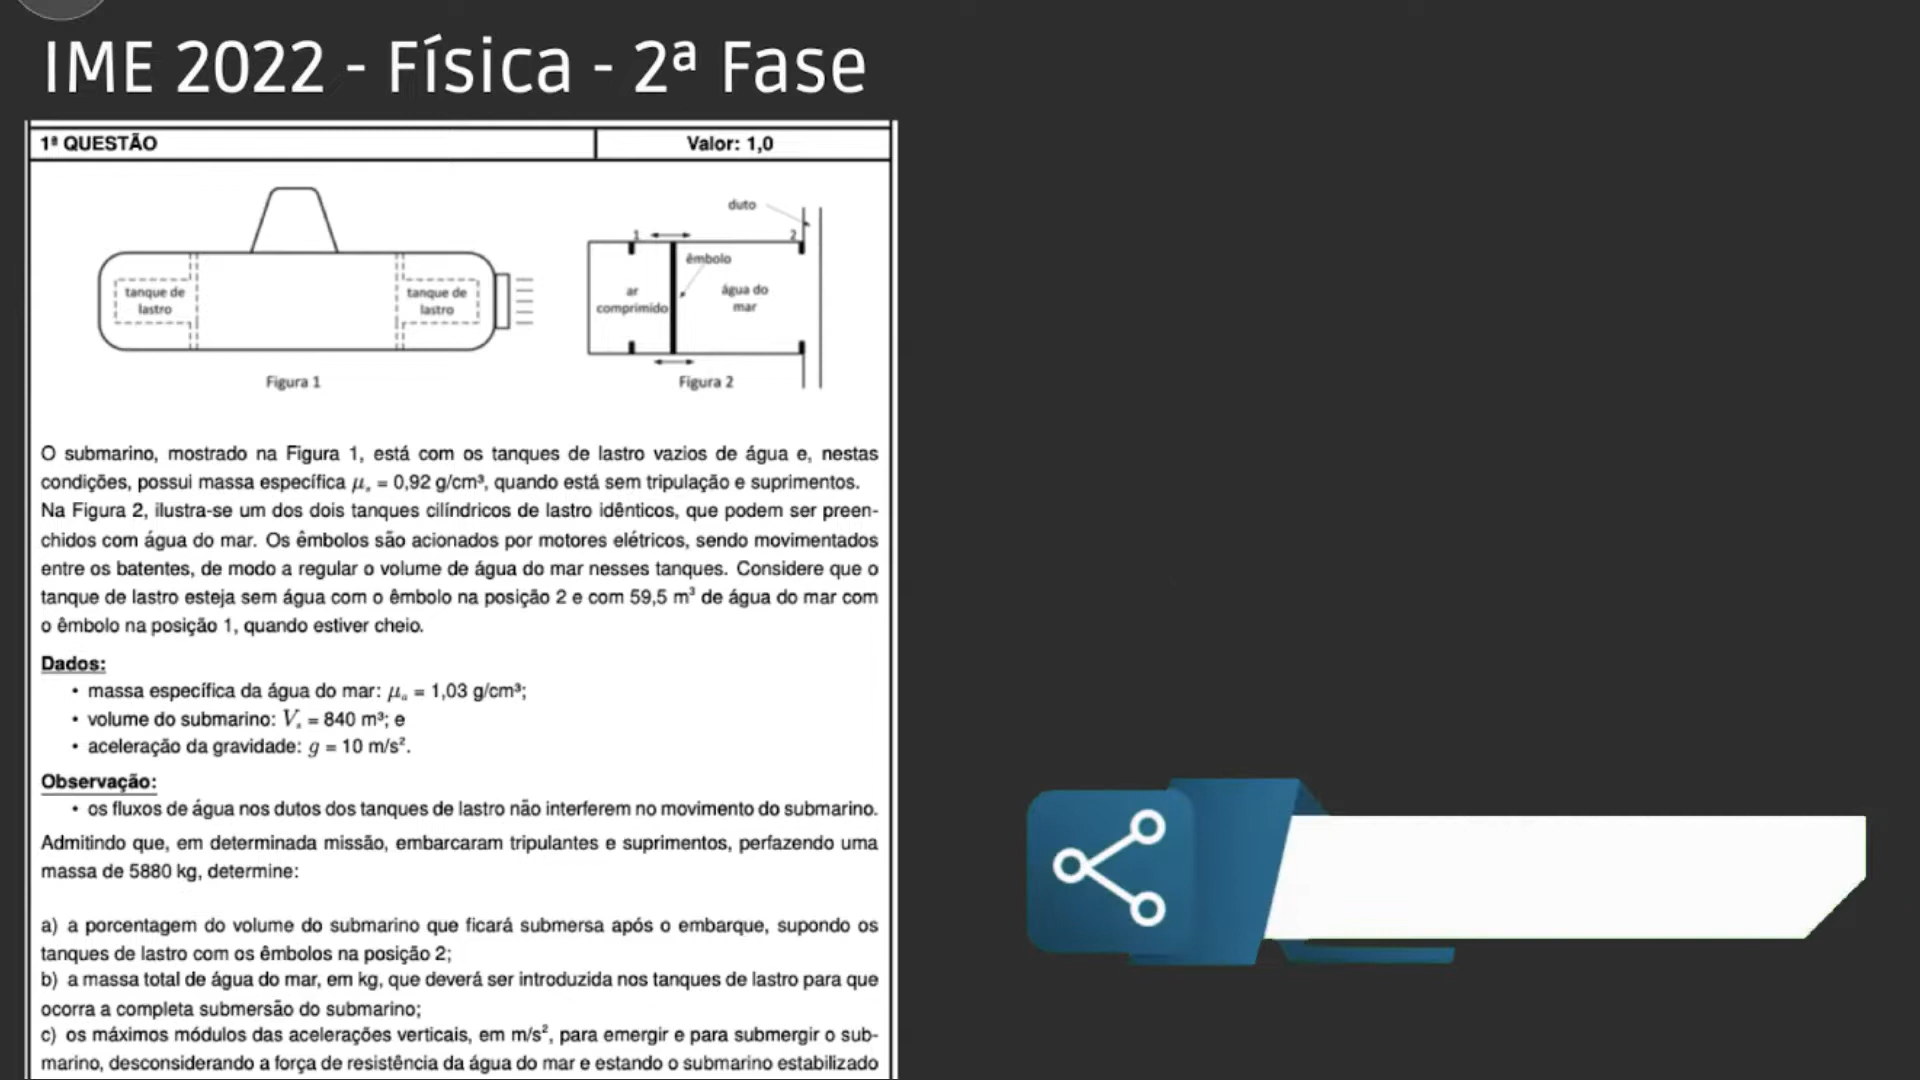 IME 2022 - Física - 2ª Fase
1ª QUESTÃO
Valor: 1,0
tanque de
lastro
tanque de
lastro
Figura 1
duto
1
2
êmbolo
ar
comprimido
água do
mar
Figura 2
O submarino, mostrado na Figura 1, está com os tanques de lastro vazios de água e, nestas
condições, possui massa específica μₛ = 0,92 g/cm³, quando está sem tripulação e suprimentos.
Na Figura 2, ilustra-se um dos dois tanques cilíndricos de lastro idênticos, que podem ser preen-
chidos com água do mar. Os êmbolos são acionados por motores elétricos, sendo movimentados
entre os batentes, de modo a regular o volume de água do mar nesses tanques. Considere que o
tanque de lastro esteja sem água com o êmbolo na posição 2 e com 59,5 m³ de água do mar com
o êmbolo na posição 1, quando estiver cheio.
Dados:
• massa específica da água do mar: μₐ = 1,03 g/cm³;
• volume do submarino: Vₛ = 840 m³; e
• aceleração da gravidade: g = 10 m/s².
Observação:
• os fluxos de água nos dutos dos tanques de lastro não interferem no movimento do submarino.
Admitindo que, em determinada missão, embarcaram tripulantes e suprimentos, perfazendo uma
massa de 5880 kg, determine:
a) a porcentagem do volume do submarino que ficará submersa após o embarque, supondo os
tanques de lastro com os êmbolos na posição 2;
b) a massa total de água do mar, em kg, que deverá ser introduzida nos tanques de lastro para que
ocorra a completa submersão do submarino;
c) os máximos módulos das acelerações verticais, em m/s², para emergir e para submergir o sub-
marino, desconsiderando a força de resistência da água do mar e estando o submarino estabilizado